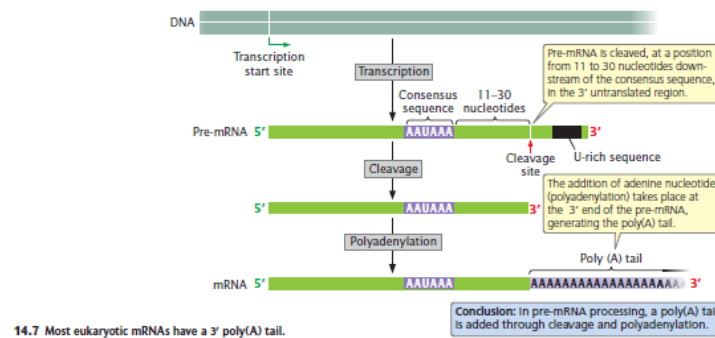 DNA
Transcription
start site
Transcription
Pre-mRNA is cleaved, at a position
from 11 to 30 nucleotides down-
stream of the consensus sequence,
in the 3′ untranslated region.
Consensus
sequence
11–30
nucleotides
Pre-mRNA 5′ AAUAAA 3′
Cleavage
site
U-rich sequence
Cleavage
The addition of adenine nucleotide
(polyadenylation) takes place at
the 3′ end of the pre-mRNA,
generating the poly(A) tail.
5′ AAUAAA 3′
Polyadenylation
Poly (A) tail
mRNA 5′ AAUAAA AAAAAAAAAAAAAAAAAAAA 3′
Conclusion: In pre-mRNA processing, a poly(A) tai
is added through cleavage and polyadenylation.
14.7 Most eukaryotic mRNAs have a 3′ poly(A) tail.